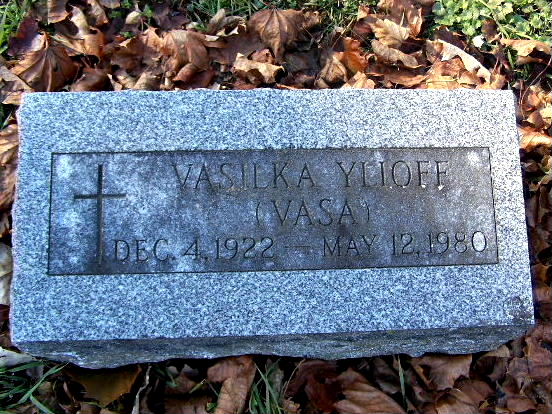 VASILKA YLIOFF
(VASA)
DEC. 4, 1922 — MAY 12, 1980